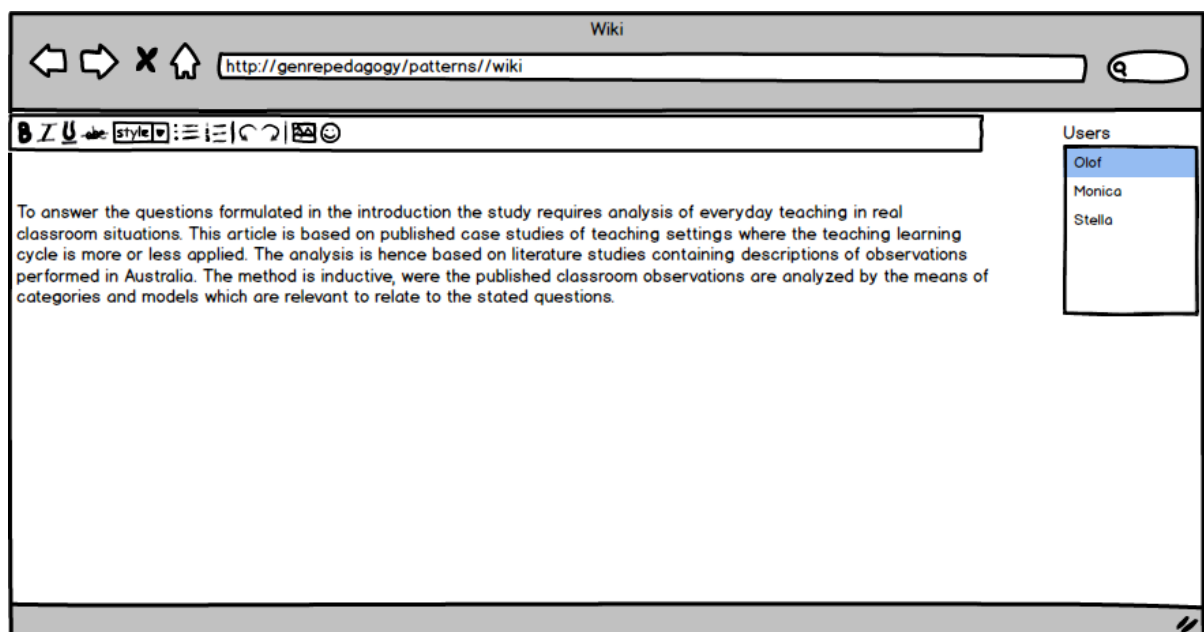 Wiki
http://genrepedagogy/patterns//wiki
B I U abc style
Users
Olof
Monica
Stella
To answer the questions formulated in the introduction the study requires analysis of everyday teaching in real
classroom situations. This article is based on published case studies of teaching settings where the teaching learning
cycle is more or less applied. The analysis is hence based on literature studies containing descriptions of observations
performed in Australia. The method is inductive, were the published classroom observations are analyzed by the means of
categories and models which are relevant to relate to the stated questions.